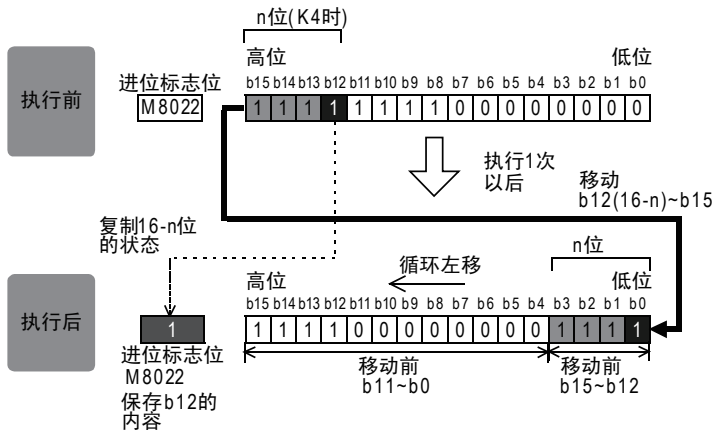 n位(K4时)
高位 低位
进位标志位 b15 b14 b13 b12 b11 b10 b9 b8 b7 b6 b5 b4 b3 b2 b1 b0
执行前 M8022 1 1 1 1 1 1 1 1 0 0 0 0 0 0 0 0
执行1次
以后
移动
b12(16-n)~b15
复制16-n位
的状态
n位
循环左移
高位 低位
b15 b14 b13 b12 b11 b10 b9 b8 b7 b6 b5 b4 b3 b2 b1 b0
执行后 1 1 1 1 1 0 0 0 0 0 0 0 0 1 1 1 1
进位标志位
M8022
保存b12的
内容
移动前
b11~b0
移动前
b15~b12